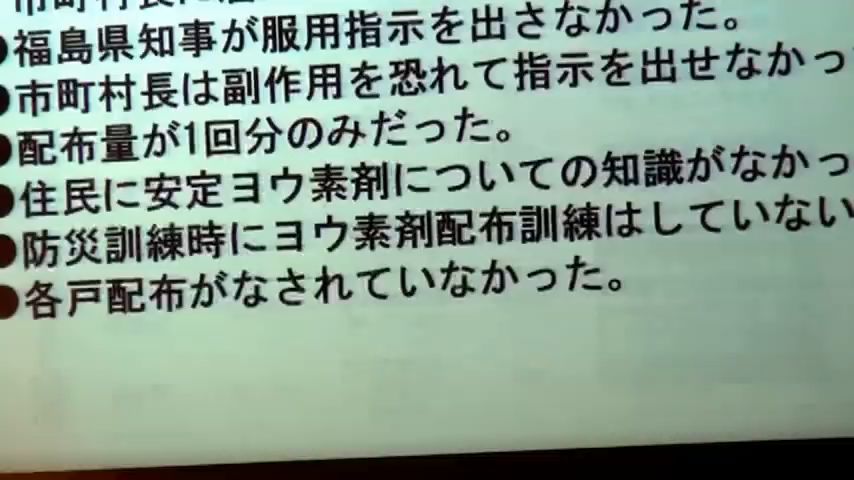 市町村長に
●福島県知事が服用指示を出さなかった。
●市町村長は副作用を恐れて指示を出せなかっ
●配布量が1回分のみだった。
●住民に安定ヨウ素剤についての知識がなかっ
●防災訓練時にヨウ素剤配布訓練はしていない
●各戸配布がなされていなかった。